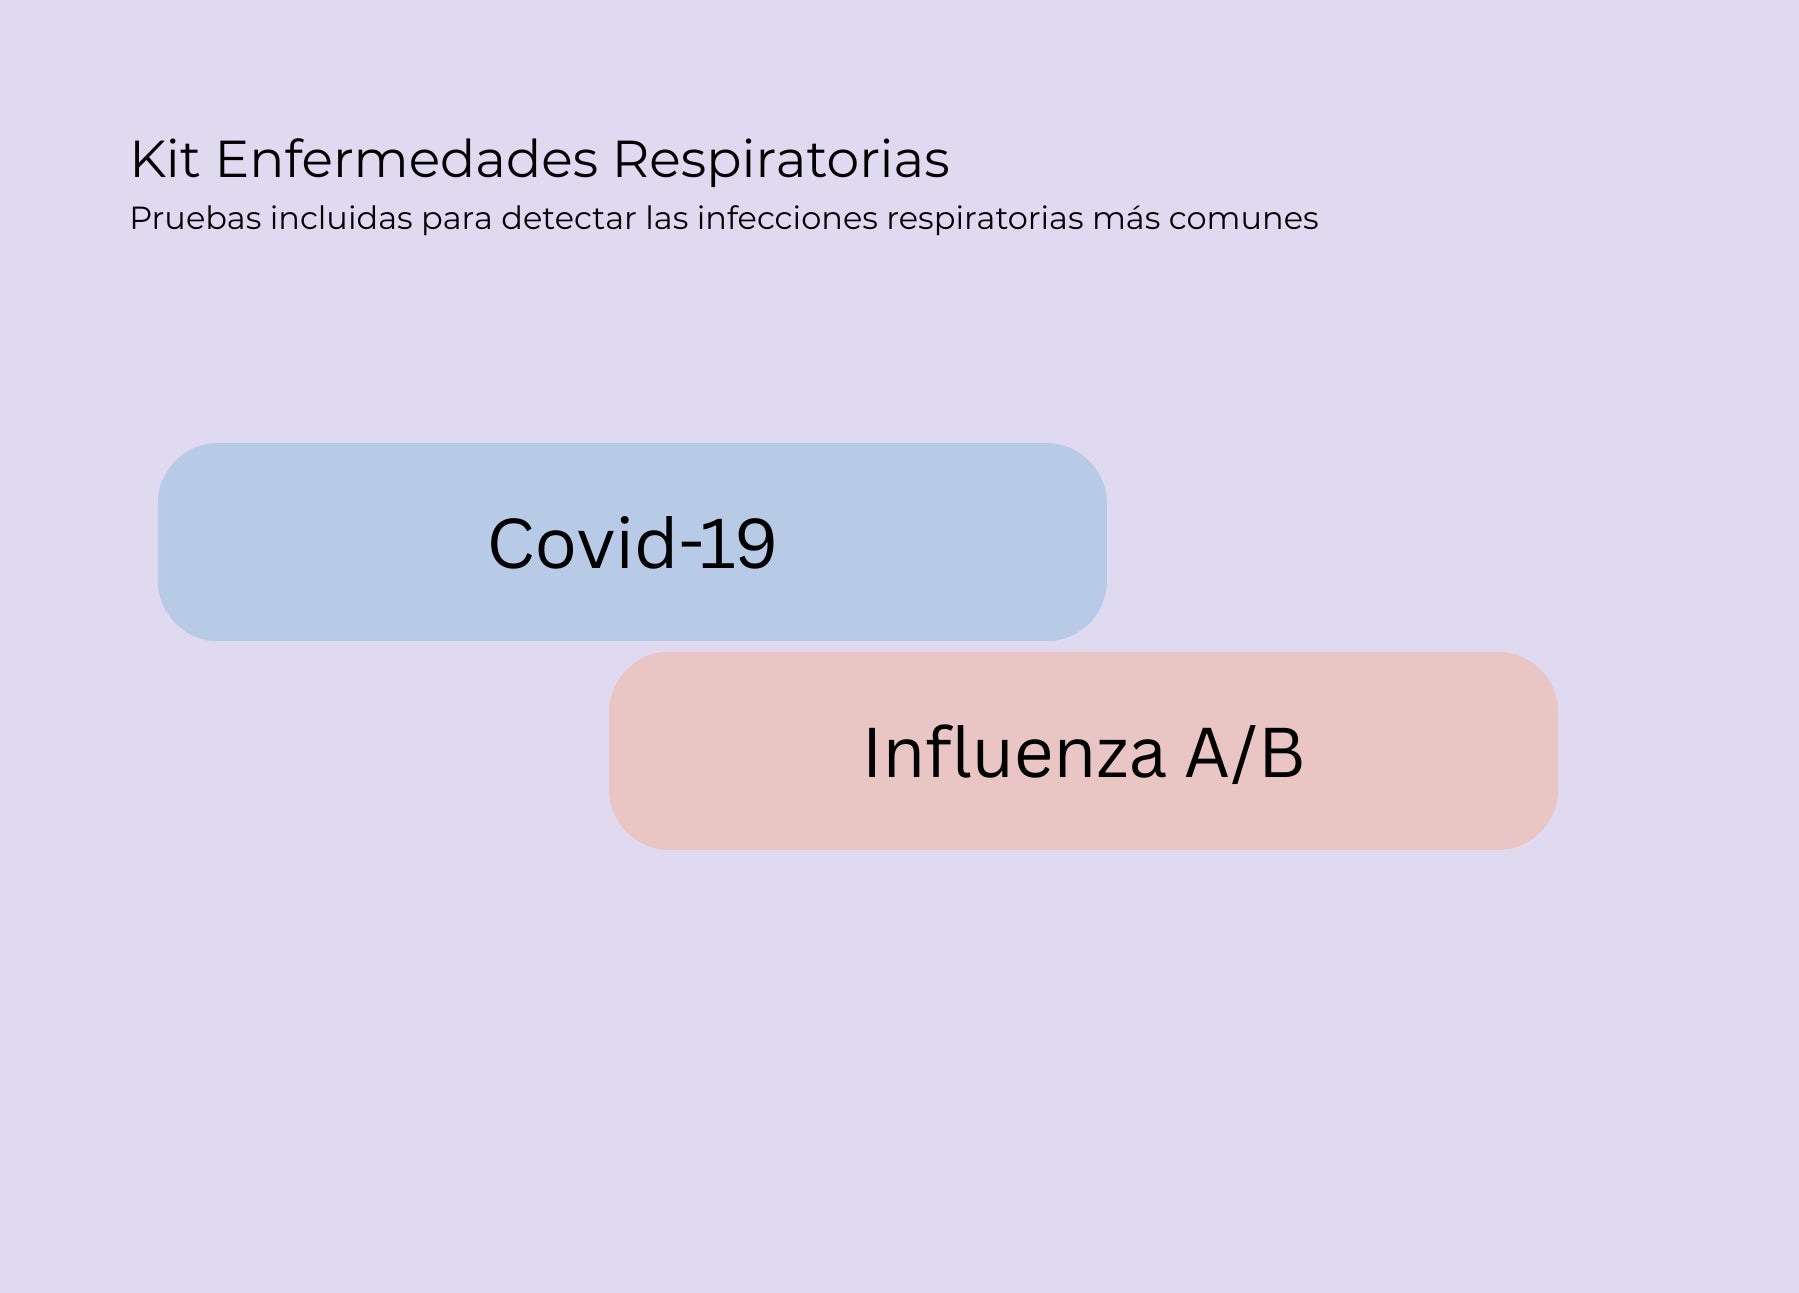 Kit Enfermedades Respiratorias
Pruebas incluidas para detectar las infecciones respiratorias más comunes
Covid-19
Influenza A/B